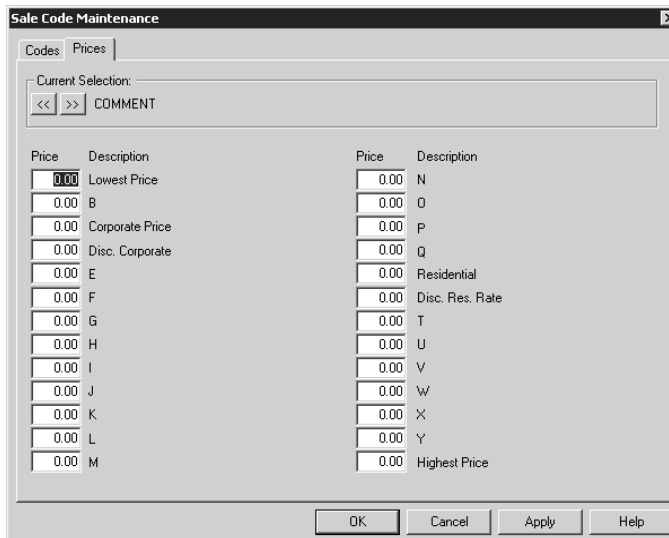 Sale Code Maintenance
Codes Prices
Current Selection:
<< >> COMMENT
Price Description Price Description
0.00 Lowest Price 0.00 N
0.00 B 0.00 O
0.00 Corporate Price 0.00 P
0.00 Disc. Corporate 0.00 Q
0.00 E 0.00 Residential
0.00 F 0.00 Disc. Res. Rate
0.00 G 0.00 T
0.00 H 0.00 U
0.00 I 0.00 V
0.00 J 0.00 W
0.00 K 0.00 X
0.00 L 0.00 Y
0.00 M 0.00 Highest Price
OK Cancel Apply Help